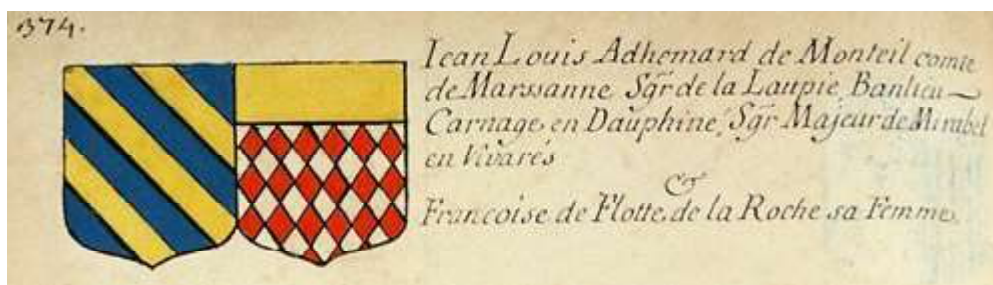 374.
Jean Louis Adhemard de Monteil comte
de Marssanne Sgr de la Laupie, Banlieu
Carnage, en Dauphiné, Sgr Majeur de Mirabel
en Vivarés
&
Francoise de Flotte, de la Roche sa Femme.